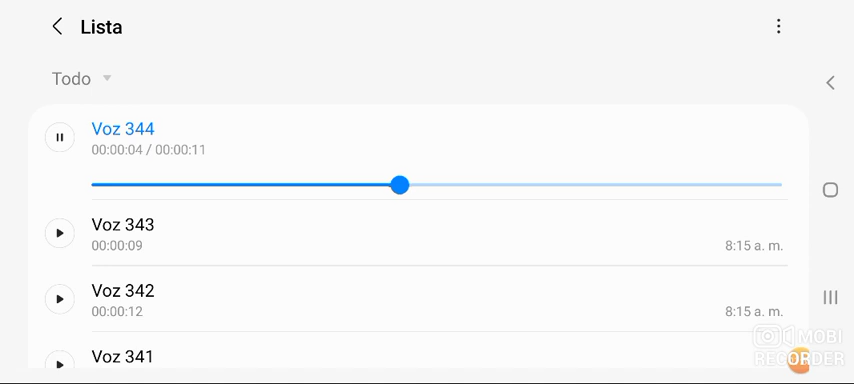 Lista
Todo
Voz 344
00:00:04 / 00:00:11
Voz 343
00:00:09
8:15 a. m.
Voz 342
00:00:12
8:15 a. m.
Voz 341
MOBI
RECORDER